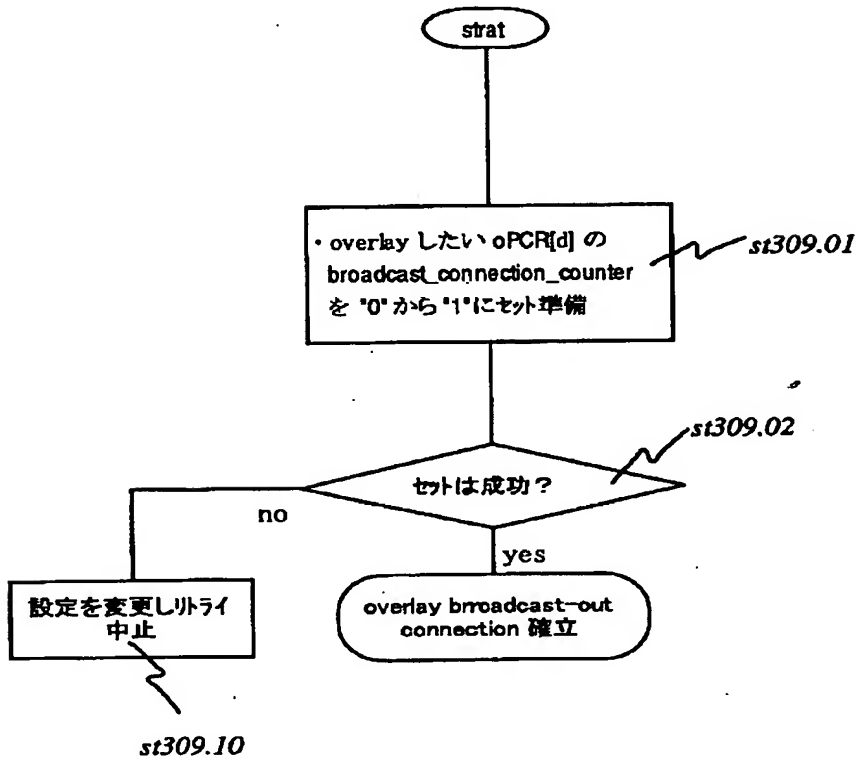 strat
・overlay したい oPCR[d] の
broadcast_connection_counter
を "0" から "1"にセット準備
st309.01
st309.02
セットは成功？
no
yes
設定を変更しリトライ
中止
overlay brroadcast-out
connection 確立
st309.10